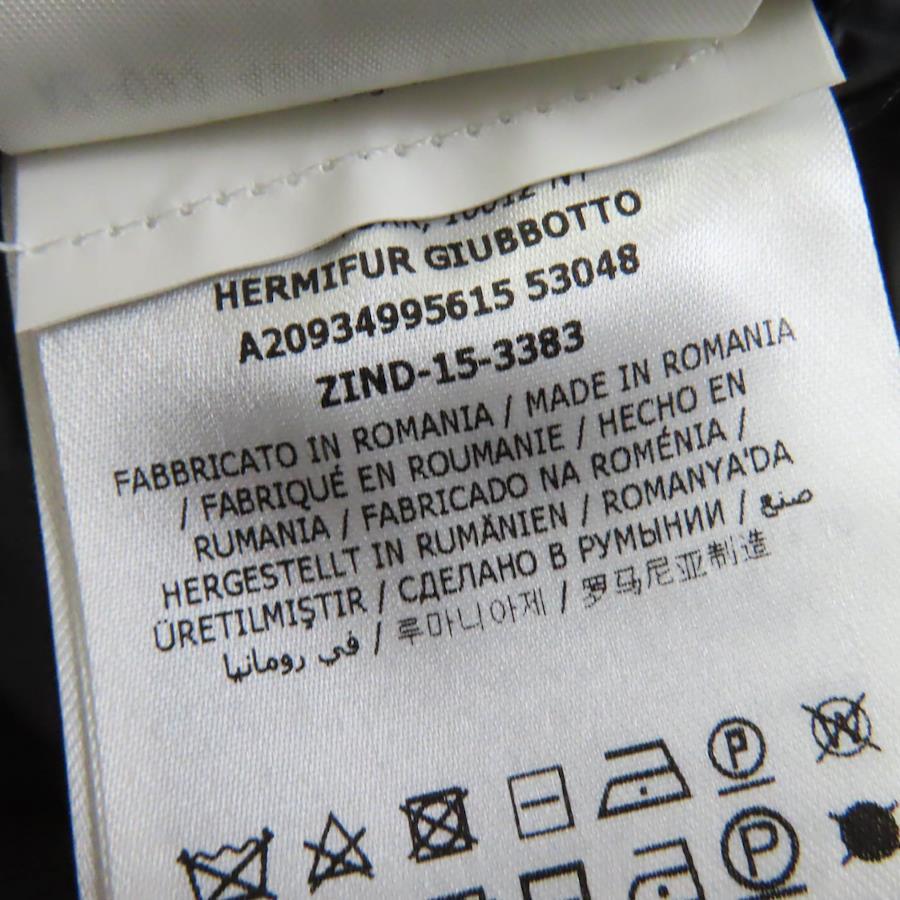 HERMIFUR GIUBBOTTO
A20934995615 53048
ZIND-15-3383
FABBRICATO IN ROMANIA / MADE IN ROMANIA
/ FABRIQUÉ EN ROUMANIE / HECHO EN
RUMANIA / FABRICADO NA ROMÉNIA /
HERGESTELLT IN RUMÄNIEN / ROMANYA'DA
ÜRETILMIŞTIR / СДЕЛАНО В РУМЫНИИ / صنع
في رومانيا / 루마니아제 / 罗马尼亚制造